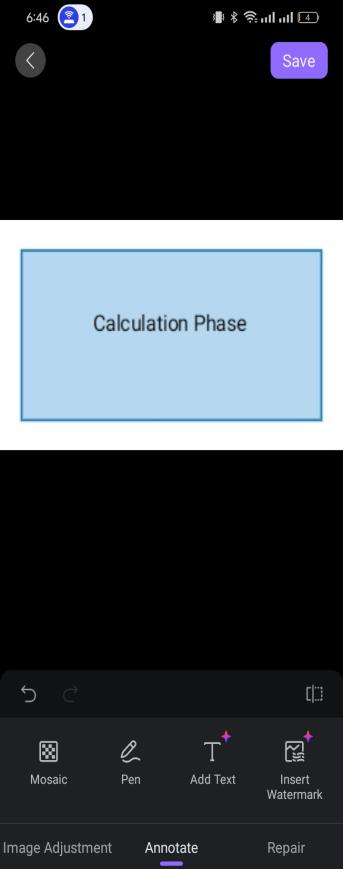 6:46
1
4
Save
Calculation Phase
Mosaic
Pen
Add Text
Insert
Watermark
Image Adjustment
Annotate
Repair